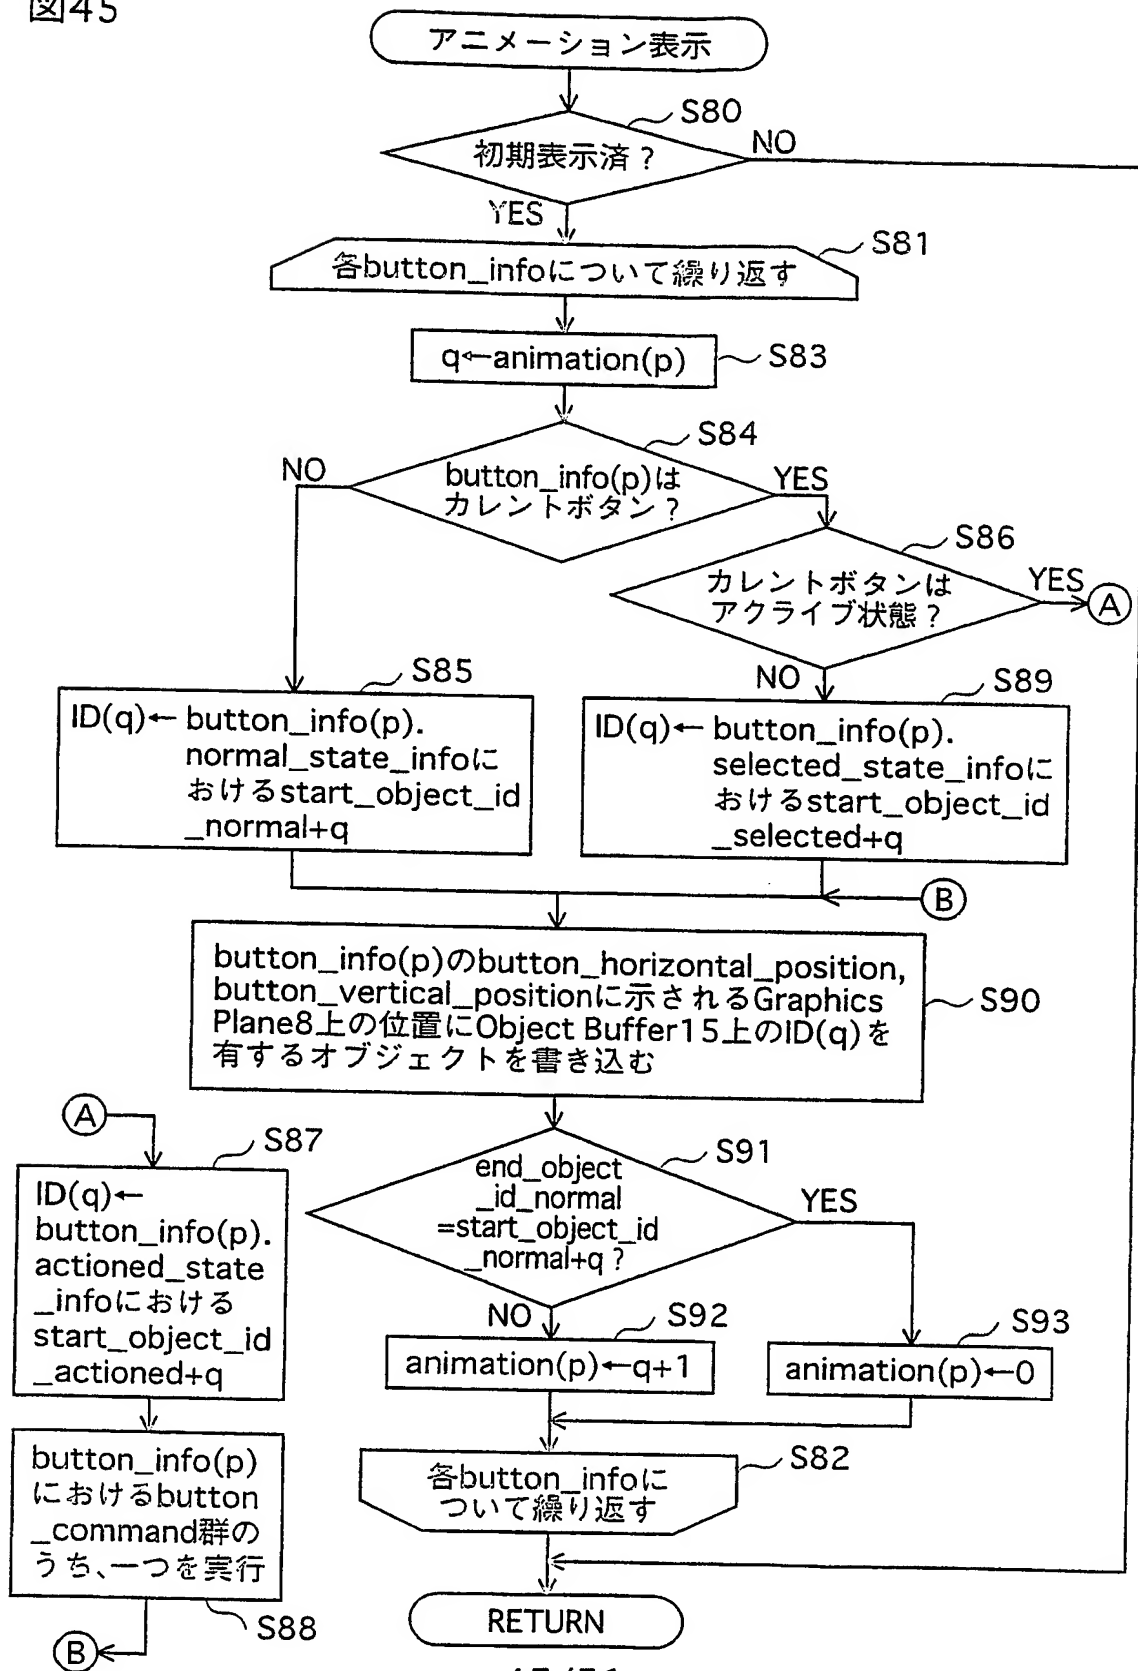 図45
アニメーション表示
S80
初期表示済？
NO
YES
S81
各button_infoについて繰り返す
q←animation(p)
S83
S84
NO
button_info(p)は
カレントボタン？
YES
S86
カレントボタンは
アクライブ状態？
YES
A
NO
S85
ID(q)← button_info(p).
normal_state_infoに
おけるstart_object_id
_normal+q
S89
ID(q)← button_info(p).
selected_state_infoに
おけるstart_object_id
_selected+q
B
button_info(p)のbutton_horizontal_position,
button_vertical_positionに示されるGraphics
Plane8上の位置にObject Buffer15上のID(q)を
有するオブジェクトを書き込む
S90
A
S87
ID(q)←
button_info(p).
actioned_state
_infoにおける
start_object_id
_actioned+q
S91
end_object
_id_normal
=start_object_id
_normal+q？
YES
NO
S92
animation(p)←q+1
S93
animation(p)←0
button_info(p)
におけるbutton
_command群の
うち、一つを実行
S88
B
S82
各button_infoに
ついて繰り返す
RETURN